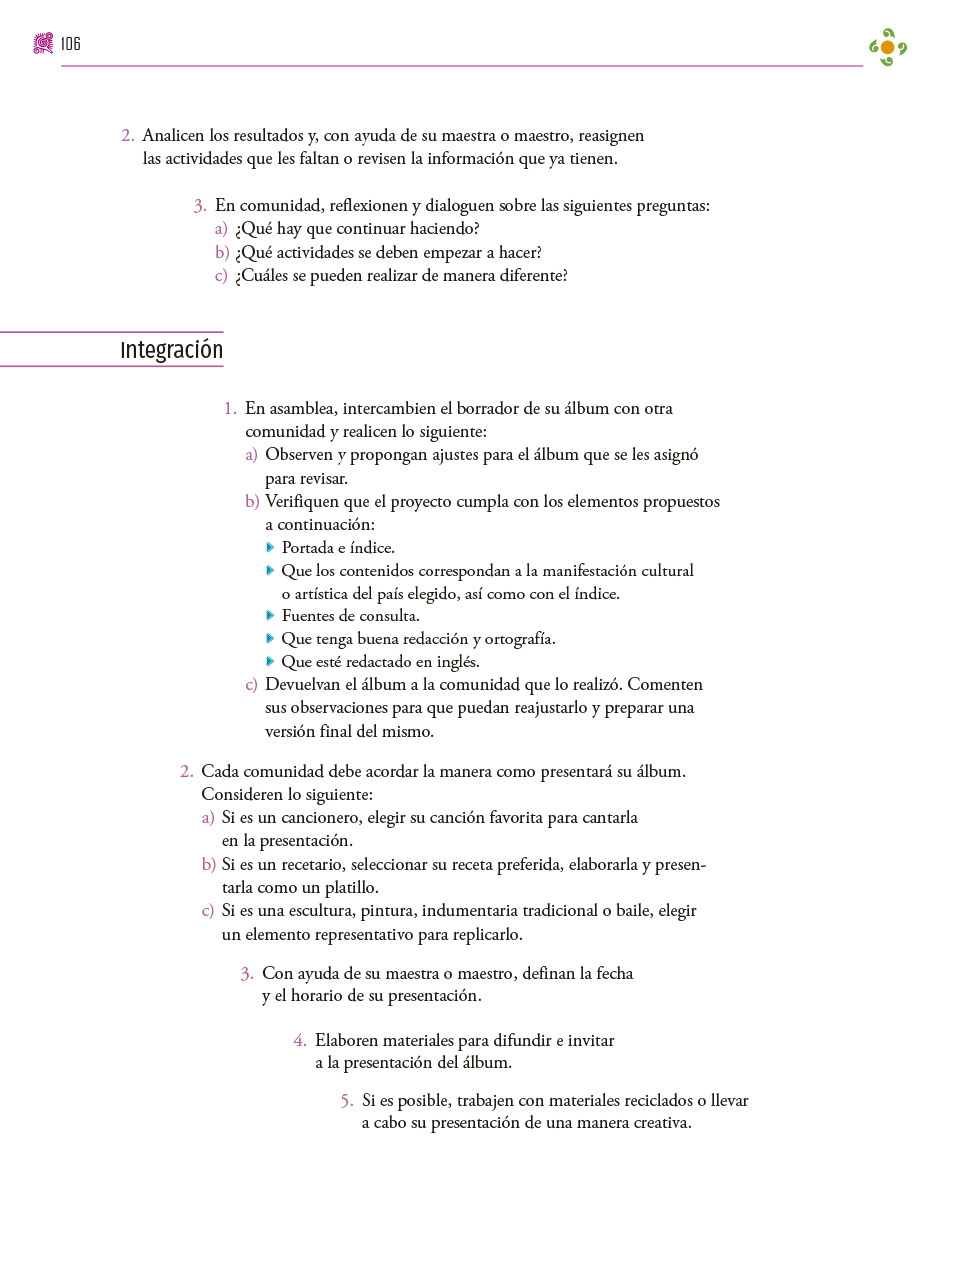 106
2. Analicen los resultados y, con ayuda de su maestra o maestro, reasignen
las actividades que les faltan o revisen la información que ya tienen.
3. En comunidad, reflexionen y dialoguen sobre las siguientes preguntas:
a) ¿Qué hay que continuar haciendo?
b) ¿Qué actividades se deben empezar a hacer?
c) ¿Cuáles se pueden realizar de manera diferente?
Integración
1. En asamblea, intercambien el borrador de su álbum con otra
comunidad y realicen lo siguiente:
a) Observen y propongan ajustes para el álbum que se les asignó
para revisar.
b) Verifiquen que el proyecto cumpla con los elementos propuestos
a continuación:
Portada e índice.
Que los contenidos correspondan a la manifestación cultural
o artística del país elegido, así como con el índice.
Fuentes de consulta.
Que tenga buena redacción y ortografía.
Que esté redactado en inglés.
c) Devuelvan el álbum a la comunidad que lo realizó. Comenten
sus observaciones para que puedan reajustarlo y preparar una
versión final del mismo.
2. Cada comunidad debe acordar la manera como presentará su álbum.
Consideren lo siguiente:
a) Si es un cancionero, elegir su canción favorita para cantarla
en la presentación.
b) Si es un recetario, seleccionar su receta preferida, elaborarla y presen-
tarla como un platillo.
c) Si es una escultura, pintura, indumentaria tradicional o baile, elegir
un elemento representativo para replicarlo.
3. Con ayuda de su maestra o maestro, definan la fecha
y el horario de su presentación.
4. Elaboren materiales para difundir e invitar
a la presentación del álbum.
5. Si es posible, trabajen con materiales reciclados o llevar
a cabo su presentación de una manera creativa.